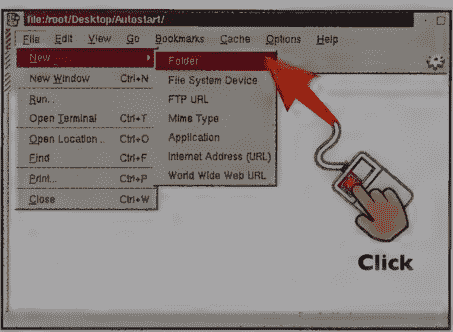 file:/root/Desktop/Autostart/
File Edit View Go Bookmarks Cache Options Help
New
New Window Ctrl+N
Run..
Open Terminal Ctrl+T
Open Location.. Ctrl+O
Find Ctrl+F
Print... Ctrl+P
Close Ctrl+W
Folder
File System Device
FTP URL
Mime Type
Application
Internet Address (URL)
World Wide Web URL
Click